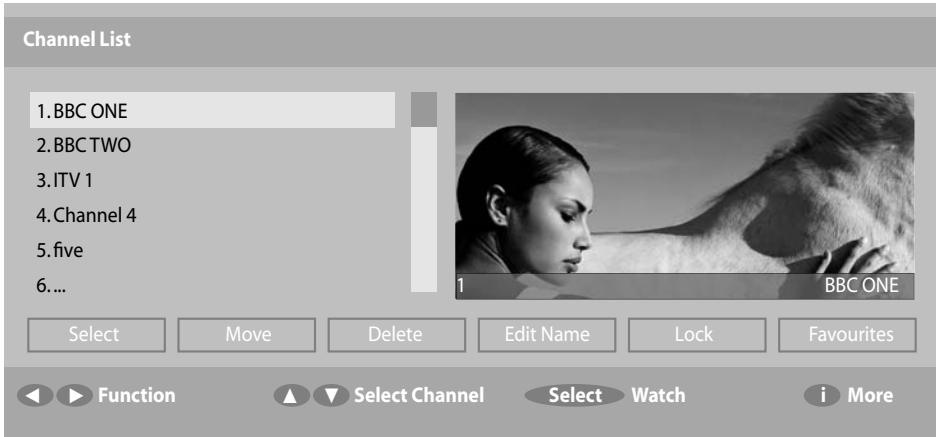 Channel List
1. BBC ONE
2. BBC TWO
3. ITV 1
4. Channel 4
5. five
6. ...
1 BBC ONE
Select Move Delete Edit Name Lock Favourites
Function Select Channel Select Watch i More